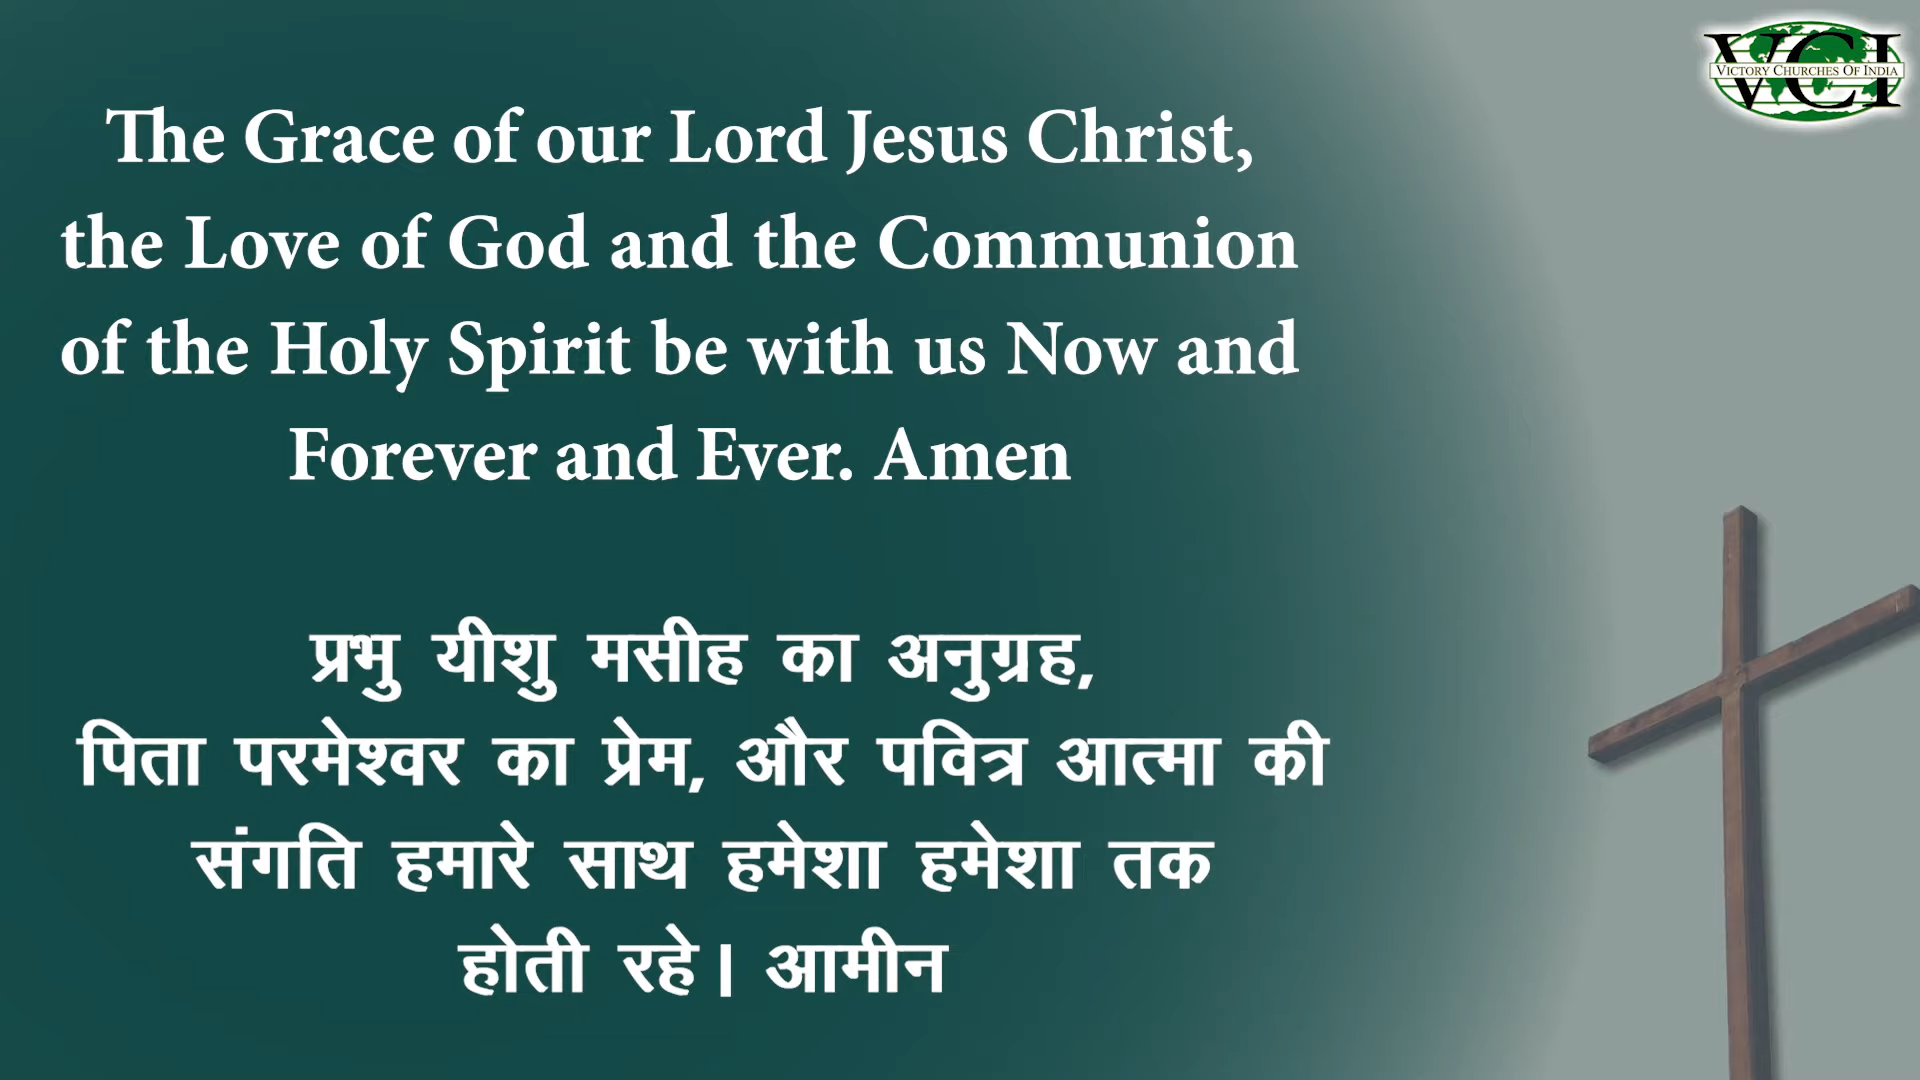 VCI
VICTORY CHURCHES OF INDIA
The Grace of our Lord Jesus Christ,
the Love of God and the Communion
of the Holy Spirit be with us Now and
Forever and Ever. Amen
प्रभु यीशु मसीह का अनुग्रह,
पिता परमेश्वर का प्रेम, और पवित्र आत्मा की
संगति हमारे साथ हमेशा हमेशा तक
होती रहे। आमीन